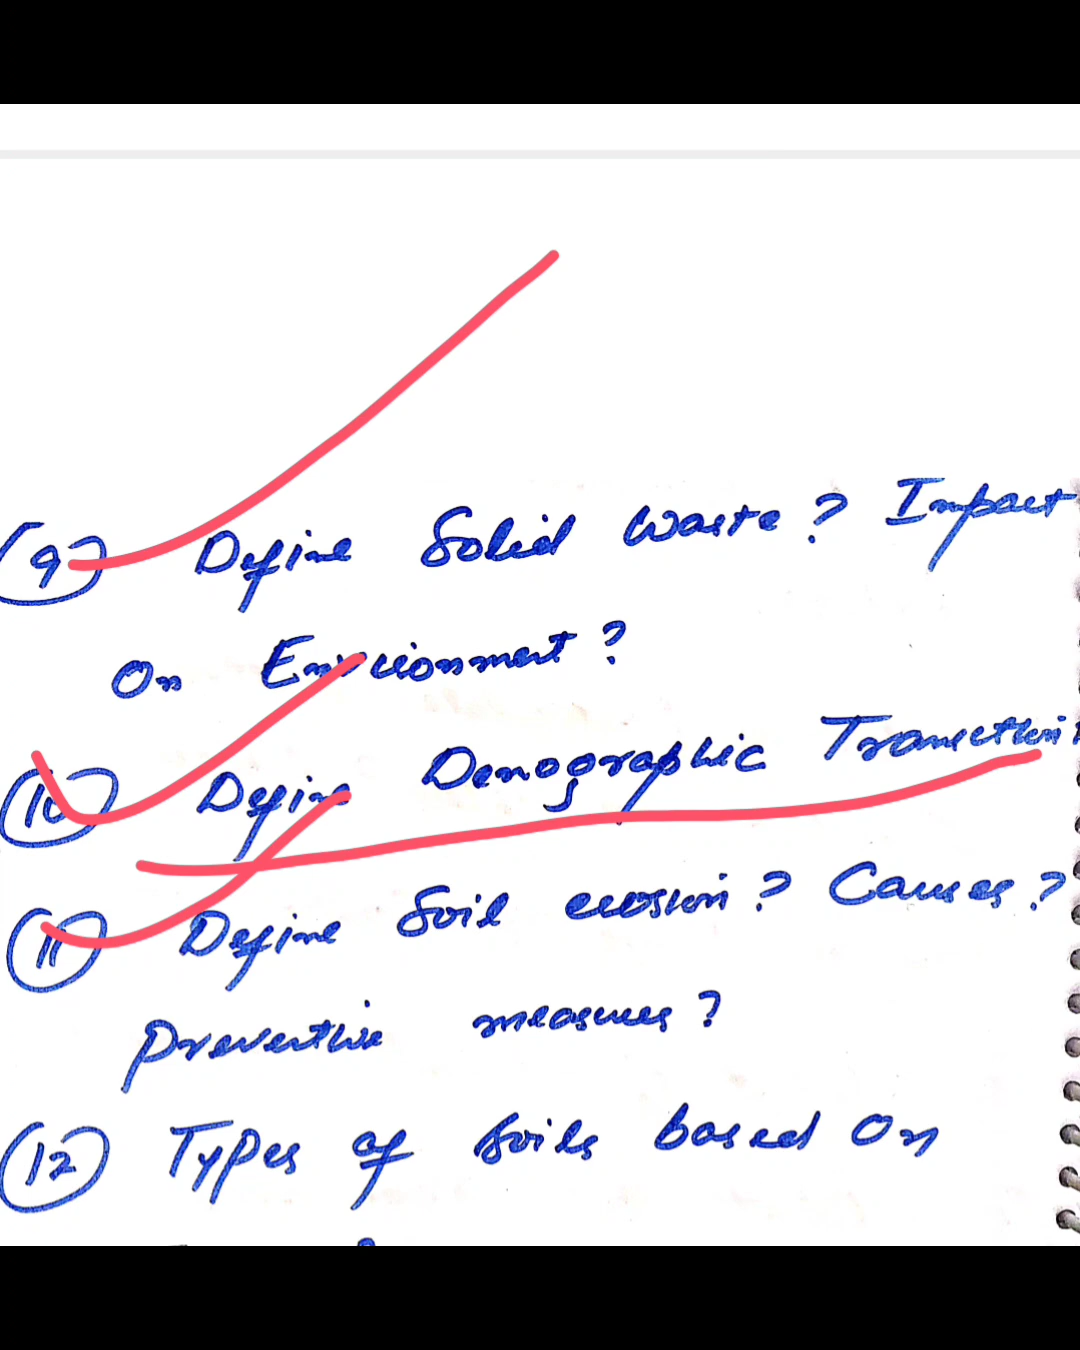 (9) Define Solid Waste? Impact
On Environment?
(10) Define Demographic Transition
(11) Define Soil erosion? Causes?
Preventive measures?
(12) Types of Soils based On